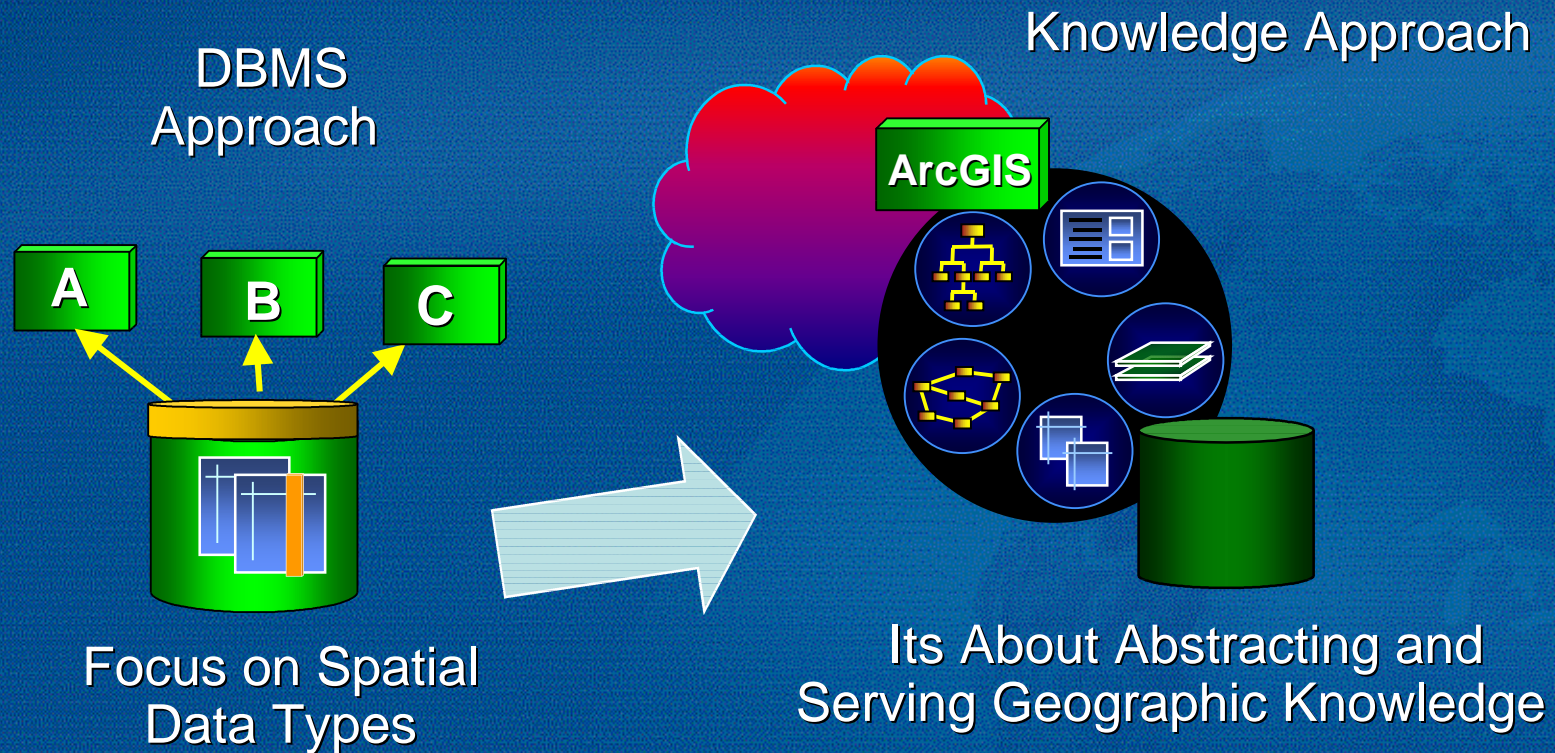 DBMS
Approach
A
B
C
Focus on Spatial
Data Types
Knowledge Approach
ArcGIS
Its About Abstracting and
Serving Geographic Knowledge